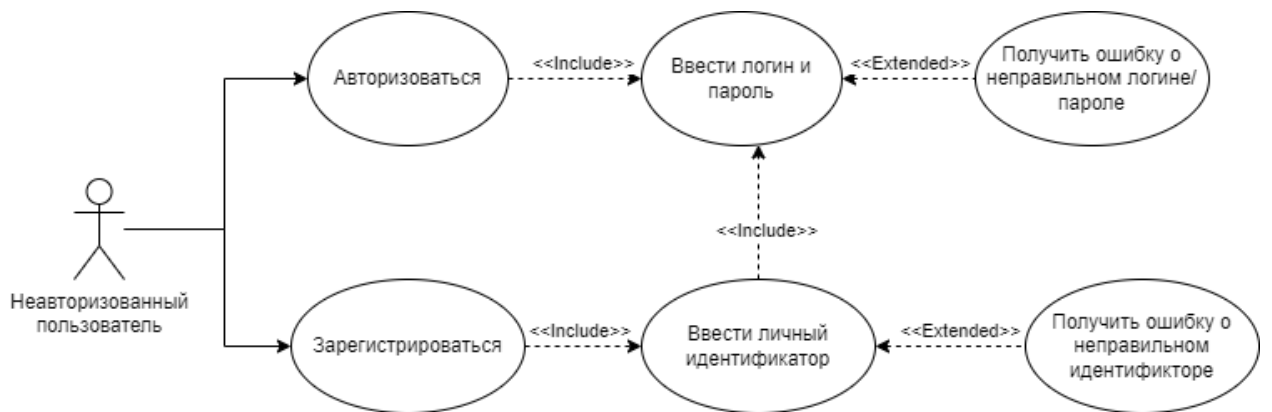 Авторизоваться
<<Include>>
Ввести логин и
пароль
<<Extended>>
Получить ошибку о
неправильном логине/
пароле
<<Include>>
Неавторизованный
пользователь
Зарегистрироваться
<<Include>>
Ввести личный
идентификатор
<<Extended>>
Получить ошибку о
неправильном
идентификторе